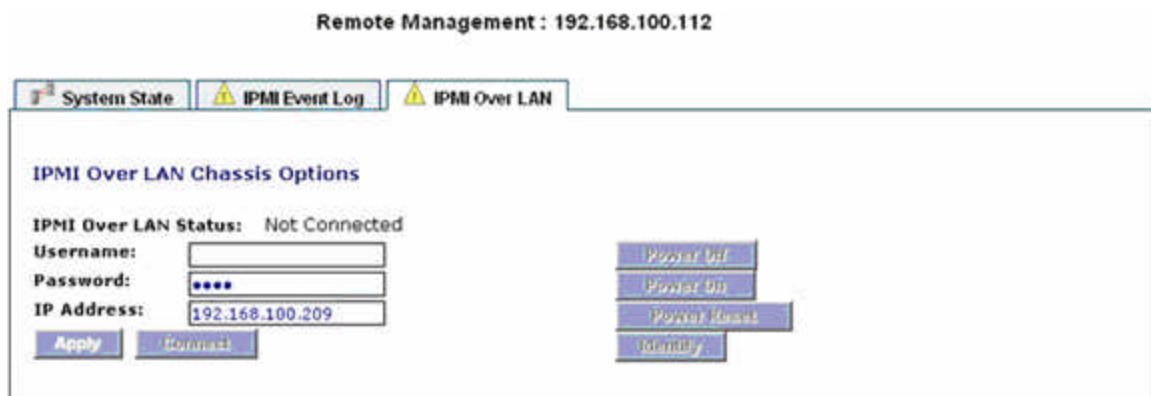 Remote Management : 192.168.100.112
System State IPMI Event Log IPMI Over LAN
IPMI Over LAN Chassis Options
IPMI Over LAN Status: Not Connected
Username:
Power Off
Password: ••••
Power On
IP Address: 192.168.100.209
Power Reset
Apply Connect
Identify